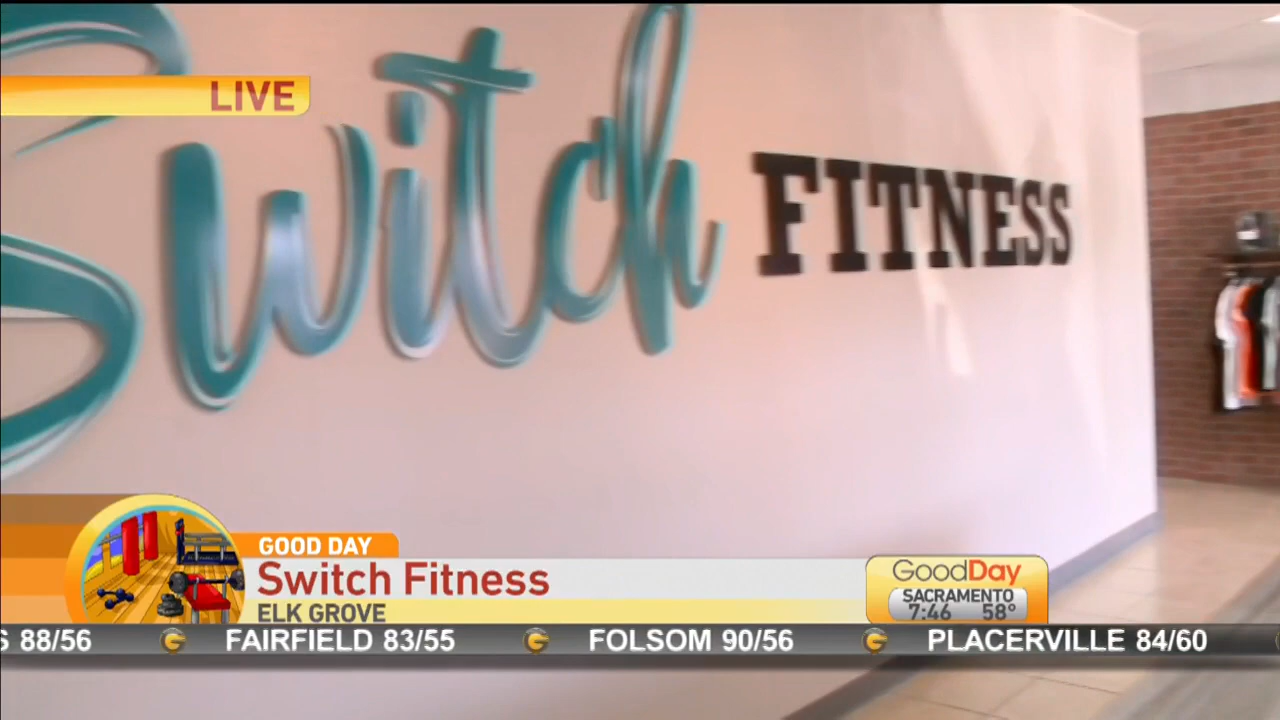 Switch FITNESS
LIVE
GOOD DAY
Switch Fitness
ELK GROVE
GoodDay
SACRAMENTO
7:46 58°
S 88/56 FAIRFIELD 83/55 FOLSOM 90/56 PLACERVILLE 84/60